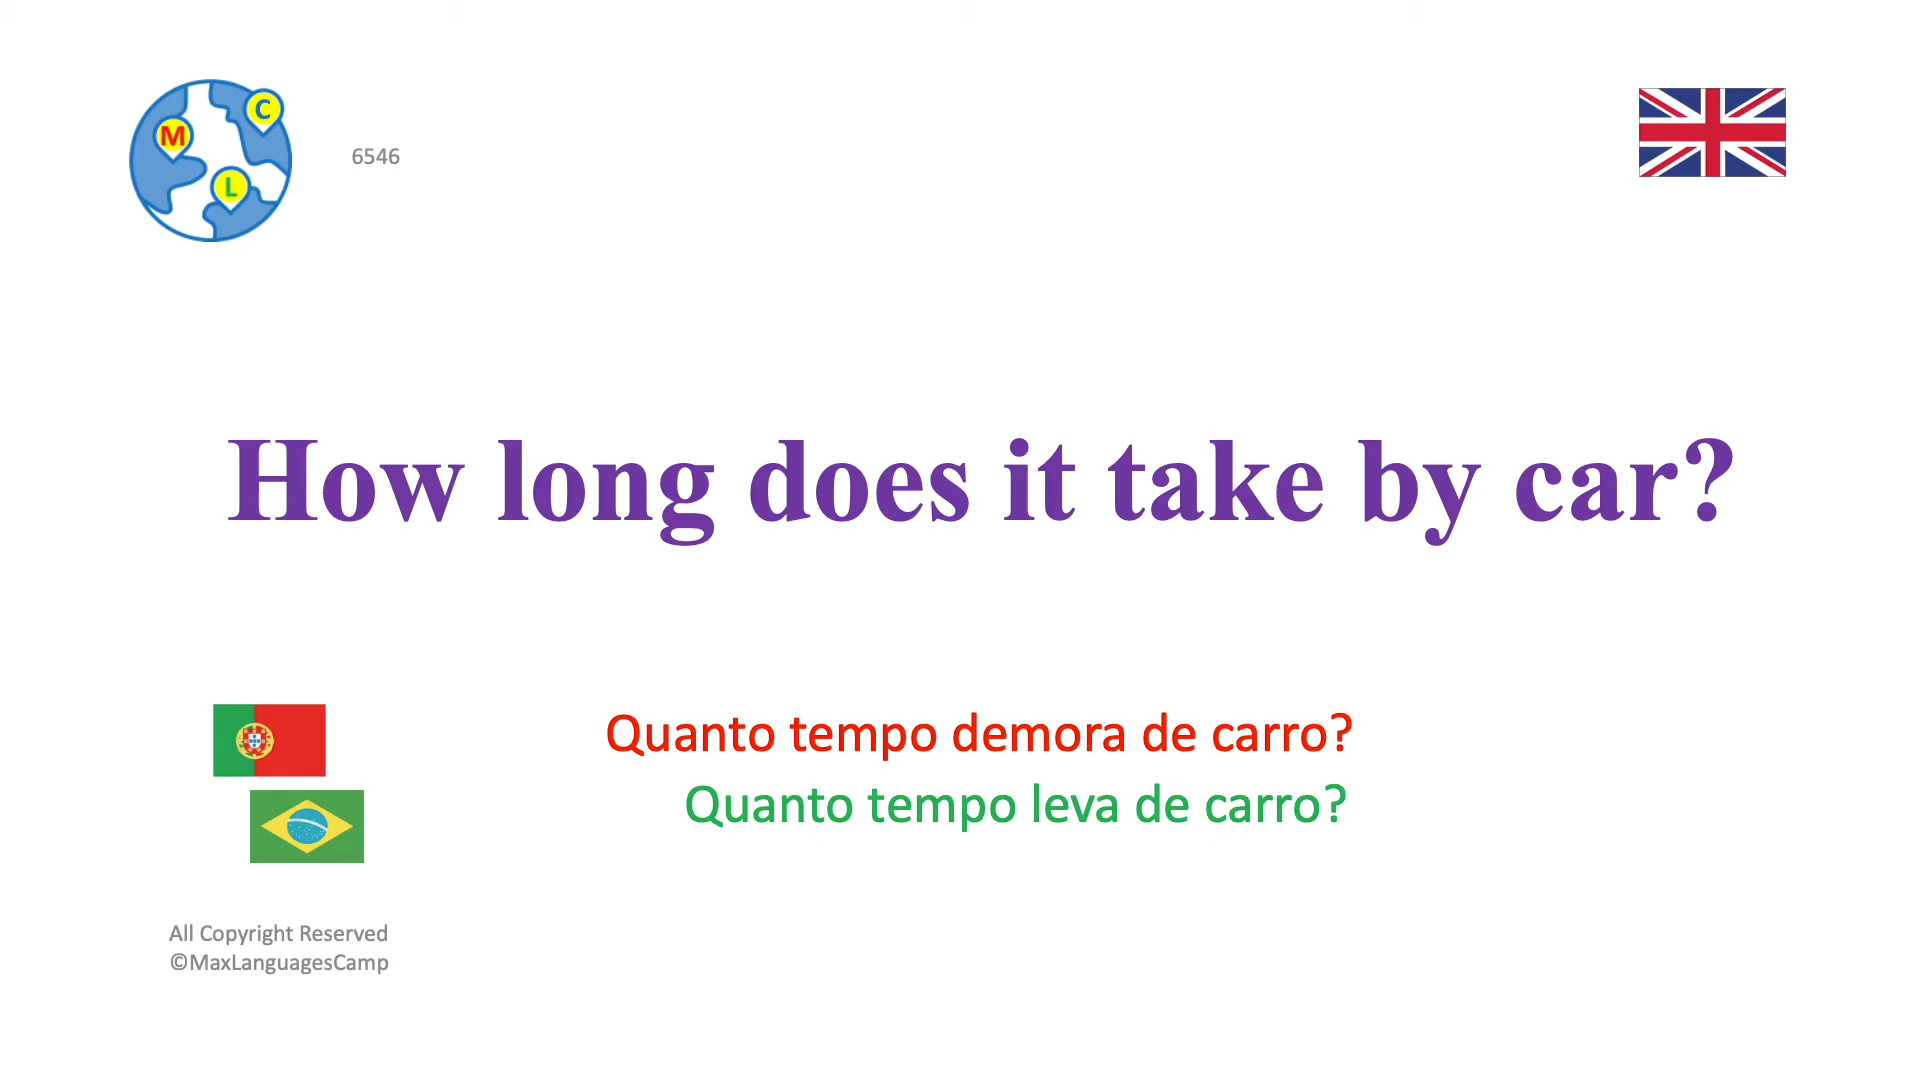 M
C
L
6546
How long does it take by car?
Quanto tempo demora de carro?
Quanto tempo leva de carro?
All Copyright Reserved
©MaxLanguagesCamp